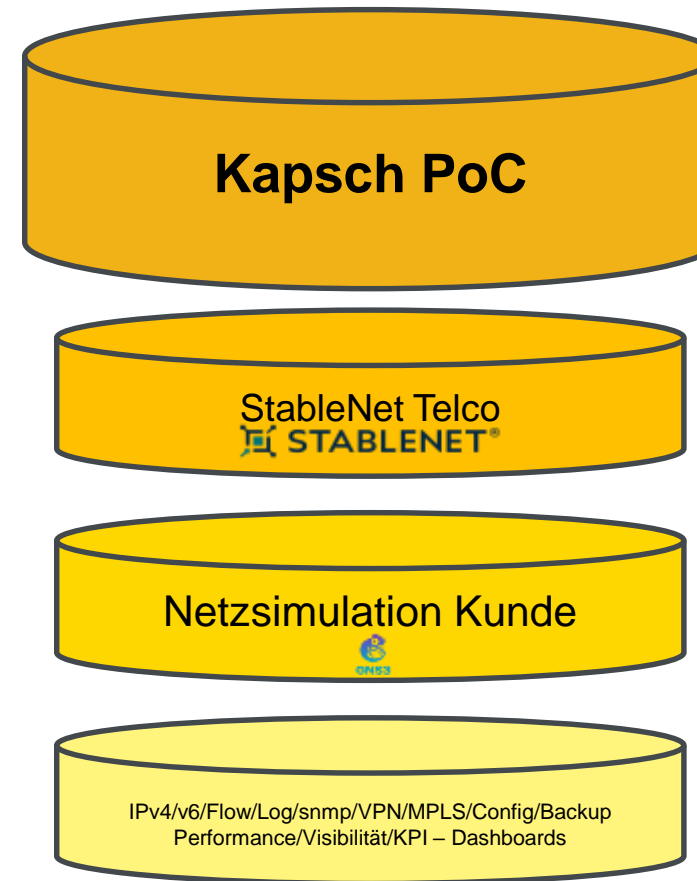 Kapsch PoC
StableNet Telco
STABLENET®
Netzsimulation Kunde
GNS3
IPv4/v6/Flow/Log/snmp/VPN/MPLS/Config/Backup
Performance/Visibilität/KPI – Dashboards